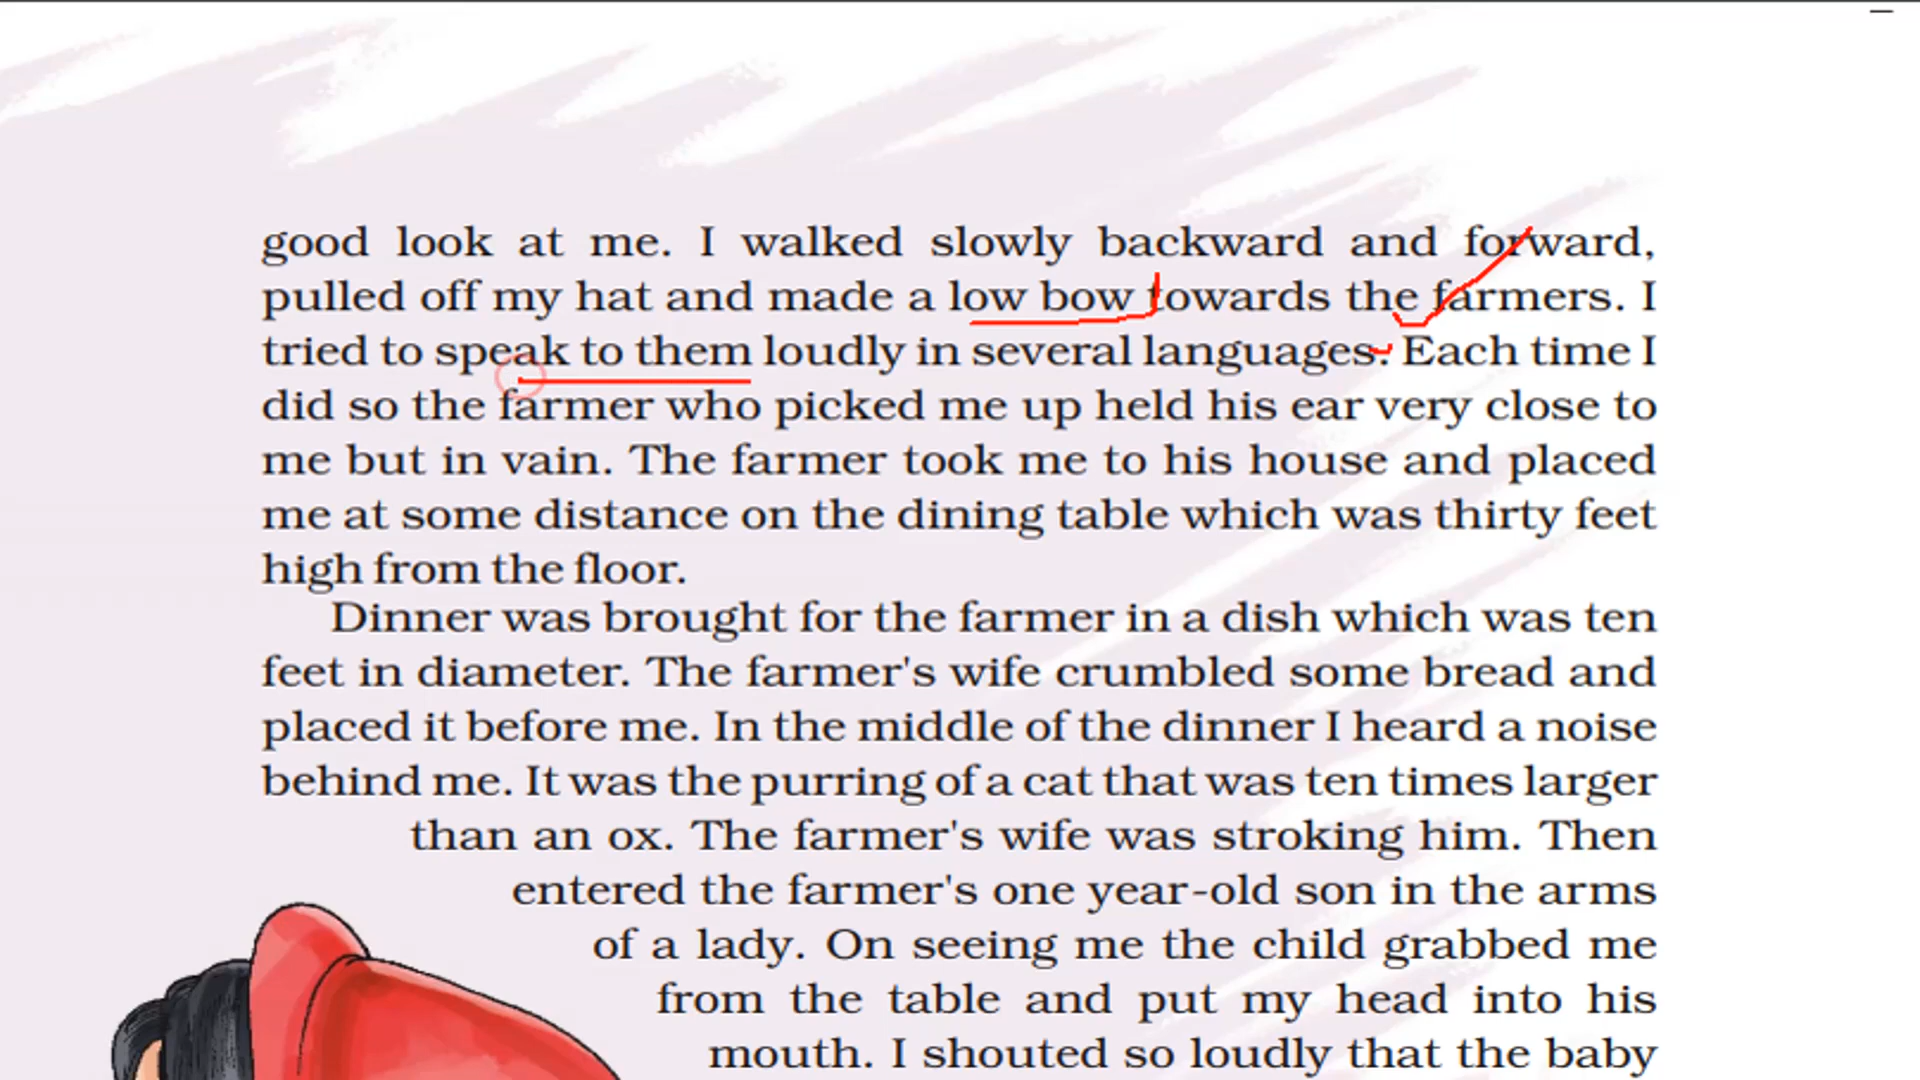 good look at me. I walked slowly backward and forward,
pulled off my hat and made a low bow towards the farmers. I
tried to speak to them loudly in several languages. Each time I
did so the farmer who picked me up held his ear very close to
me but in vain. The farmer took me to his house and placed
me at some distance on the dining table which was thirty feet
high from the floor.
Dinner was brought for the farmer in a dish which was ten
feet in diameter. The farmer's wife crumbled some bread and
placed it before me. In the middle of the dinner I heard a noise
behind me. It was the purring of a cat that was ten times larger
than an ox. The farmer's wife was stroking him. Then
entered the farmer's one year-old son in the arms
of a lady. On seeing me the child grabbed me
from the table and put my head into his
mouth. I shouted so loudly that the baby